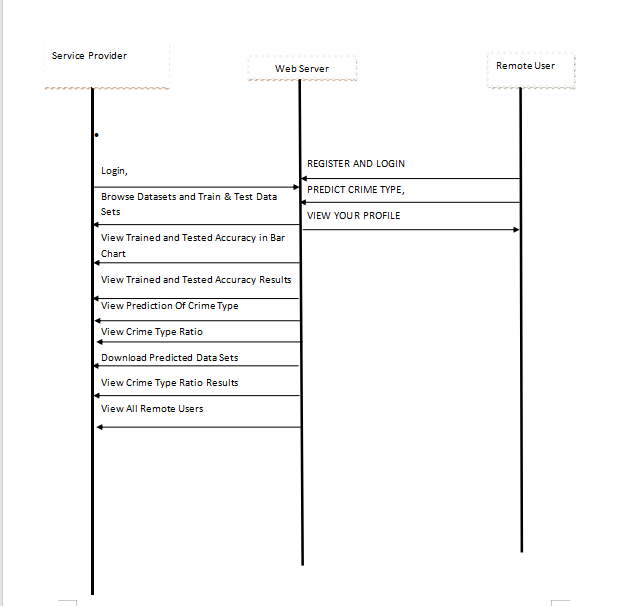 Service Provider
Web Server
Remote User
REGISTER AND LOGIN
Login,
PREDICT CRIME TYPE,
Browse Datasets and Train & Test Data
Sets
VIEW YOUR PROFILE
View Trained and Tested Accuracy in Bar
Chart
View Trained and Tested Accuracy Results
View Prediction Of Crime Type
View Crime Type Ratio
Download Predicted Data Sets
View Crime Type Ratio Results
View All Remote Users